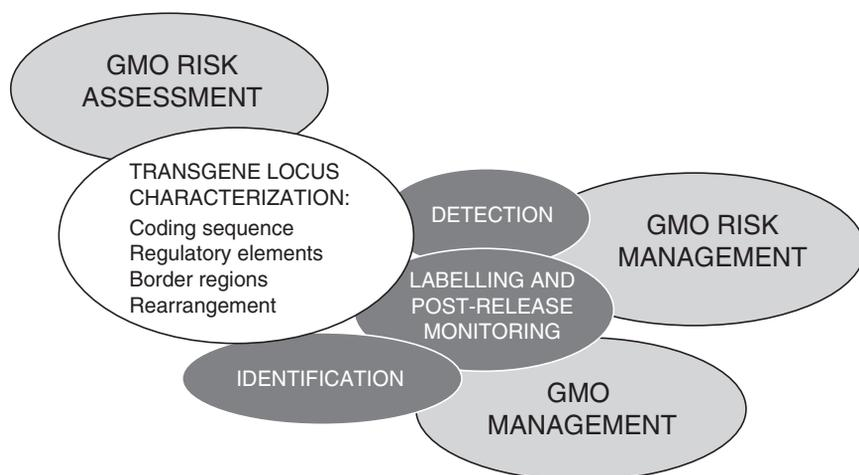 GMO RISK
ASSESSMENT
TRANSGENE LOCUS
CHARACTERIZATION:
Coding sequence
Regulatory elements
Border regions
Rearrangement
DETECTION
GMO RISK
MANAGEMENT
LABELLING AND
POST-RELEASE
MONITORING
IDENTIFICATION
GMO
MANAGEMENT